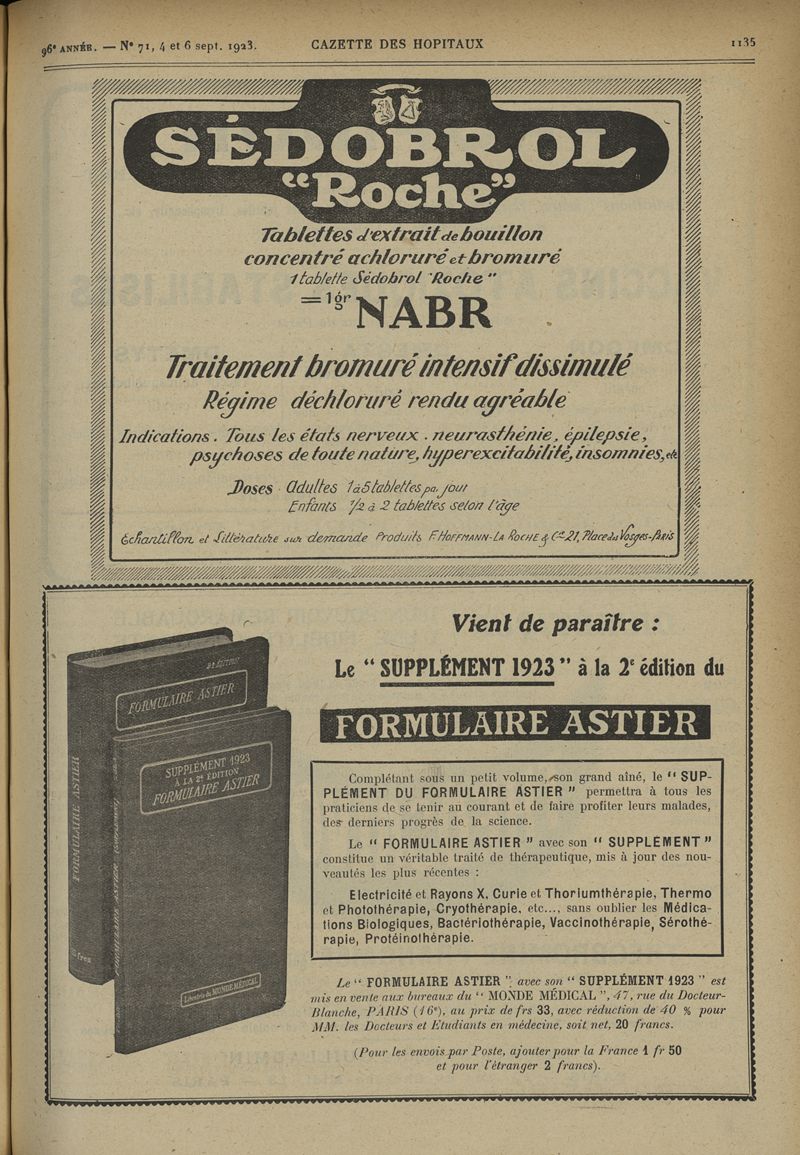 96e ANNÉE. — N° 71, 4 et 6 sept. 1923.
GAZETTE DES HOPITAUX
1135
SÉDOBROL
"Roche"
Tablettes d'extrait de bouillon
concentré achloruré et bromuré
1 tablette Sédobrol "Roche"
= 1gr NABR
Traitement bromuré intensif dissimulé
Régime déchloruré rendu agréable
Indications. Tous les états nerveux. neurasthénie, épilepsie,
psychoses de toute nature, hyperexcitabilité, insomnies, etc
Doses Adultes 1 à 5 tablettes par jour
Enfants 1/2 à 2 tablettes selon l'âge
Échantillon et Littérature sur demande Produits F. HOFFMANN-LA ROCHE & Cie 21, Place des Vosges-Paris
2e ÉDITION
FORMULAIRE ASTIER
FORMULAIRE ASTIER
SUPPLÉMENT 1923
A LA 2e ÉDITION
FORMULAIRE ASTIER
FORMULAIRE ASTIER
Librairie du MONDE MÉDICAL
Vient de paraître :
Le " SUPPLÉMENT 1923 " à la 2e édition du
FORMULAIRE ASTIER
Complétant sous un petit volume, son grand aîné, le " SUP-
PLÉMENT DU FORMULAIRE ASTIER " permettra à tous les
praticiens de se tenir au courant et de faire profiter leurs malades,
des derniers progrès de la science.
Le " FORMULAIRE ASTIER " avec son " SUPPLÉMENT "
constitue un véritable traité de thérapeutique, mis à jour des nou-
veautés les plus récentes :
Electricité et Rayons X, Curie et Thoriumthérapie, Thermo
et Photothérapie, Cryothérapie, etc..., sans oublier les Médica-
tions Biologiques, Bactériothérapie, Vaccinothérapie, Sérothé-
rapie, Protéinothérapie.
Le " FORMULAIRE ASTIER " avec son " SUPPLÉMENT 1923 " est
mis en vente aux bureaux du " MONDE MÉDICAL ", 47, rue du Docteur-
Blanche, PARIS (16e), au prix de frs 33, avec réduction de 40 % pour
MM. les Docteurs et Etudiants en médecine, soit net, 20 francs.
(Pour les envois par Poste, ajouter pour la France 1 fr 50
et pour l'étranger 2 francs).